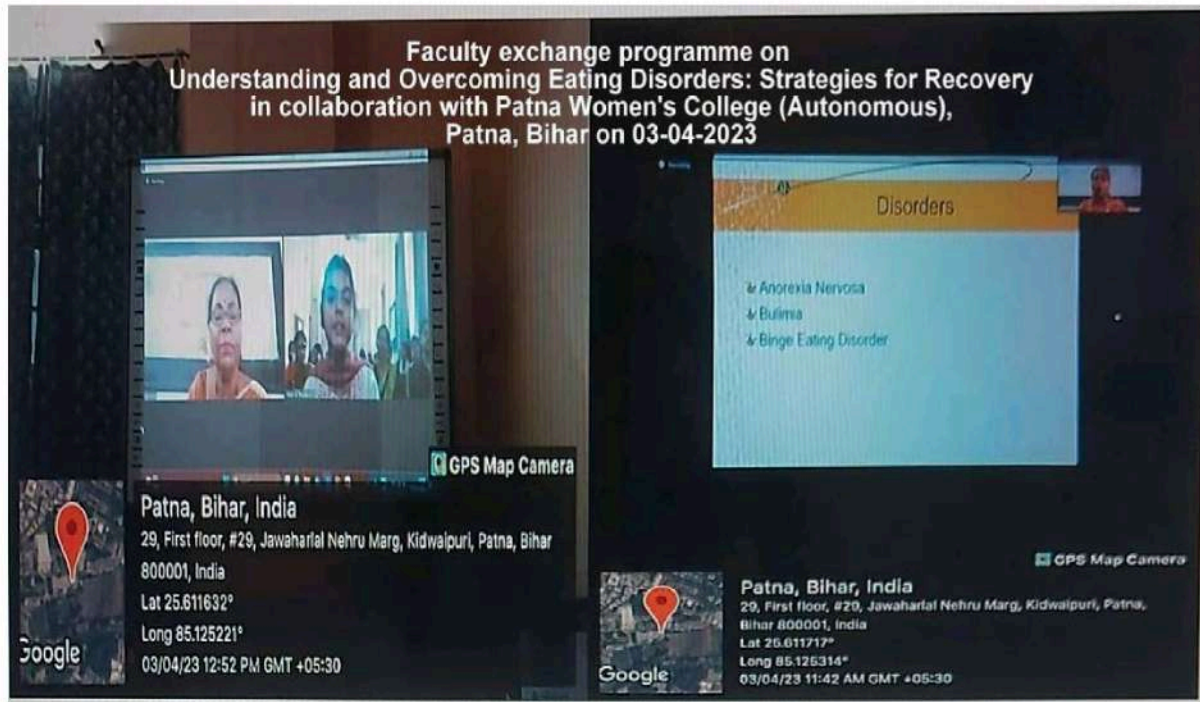 Faculty exchange programme on
Understanding and Overcoming Eating Disorders: Strategies for Recovery
in collaboration with Patna Women's College (Autonomous),
Patna, Bihar on 03-04-2023
Disorders
Anorexia Nervosa
Bulimia
Binge Eating Disorder
GPS Map Camera
Patna, Bihar, India
29, First floor, #29, Jawaharlal Nehru Marg, Kidwaipuri, Patna, Bihar
800001, India
Lat 25.611632°
Long 85.125221°
03/04/23 12:52 PM GMT +05:30
Google
GPS Map Camera
Patna, Bihar, India
29, First floor, #29, Jawaharlal Nehru Marg, Kidwaipuri, Patna,
Bihar 800001, India
Lat 25.611717°
Long 85.125314°
03/04/23 11:42 AM GMT +05:30
Google